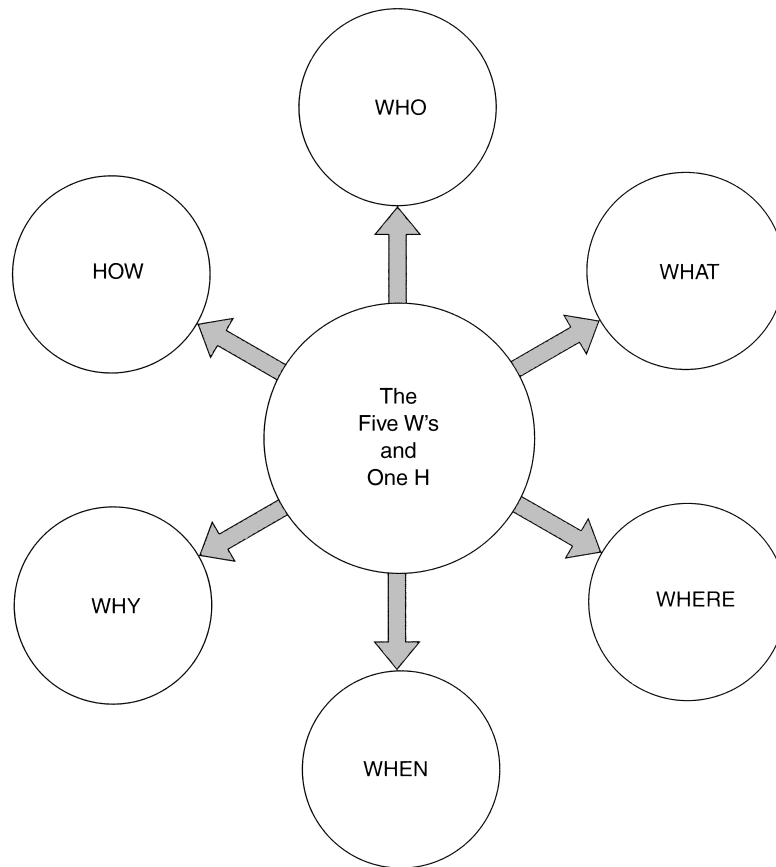 WHO
HOW
WHAT
The
Five W's
and
One H
WHY
WHERE
WHEN